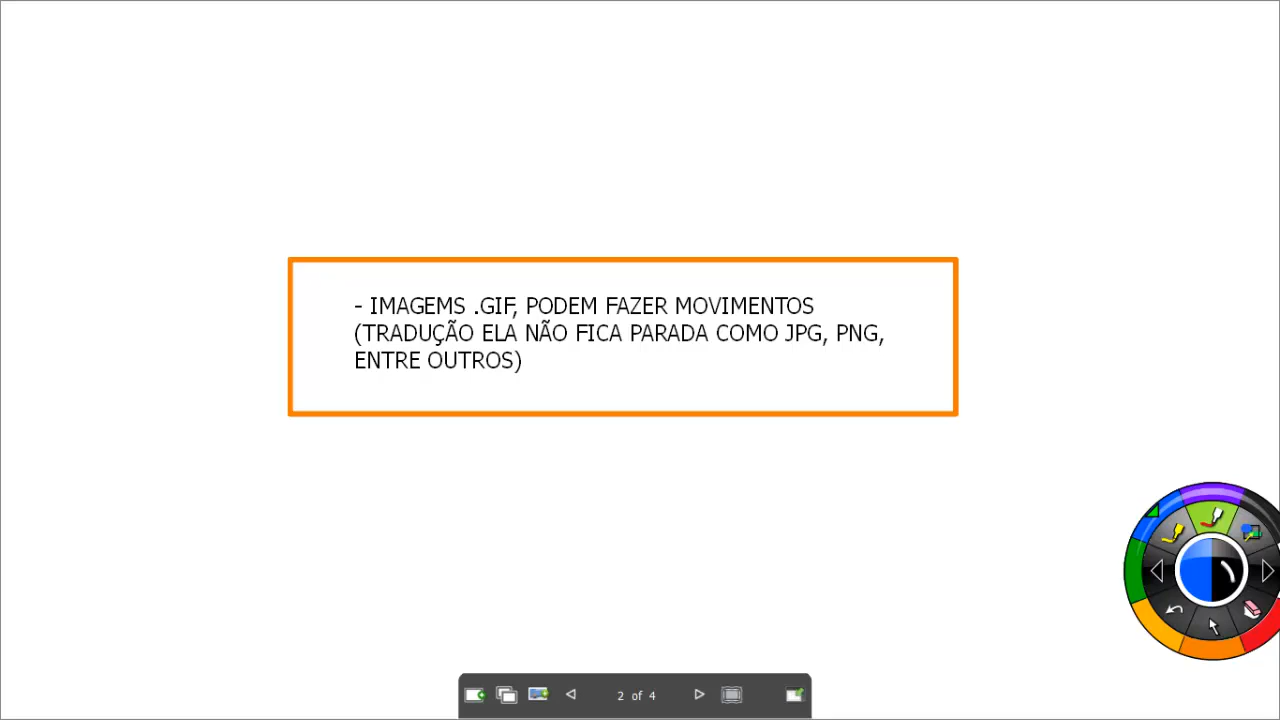 - IMAGEMS .GIF, PODEM FAZER MOVIMENTOS
(TRADUÇÃO ELA NÃO FICA PARADA COMO JPG, PNG,
ENTRE OUTROS)
2 of 4